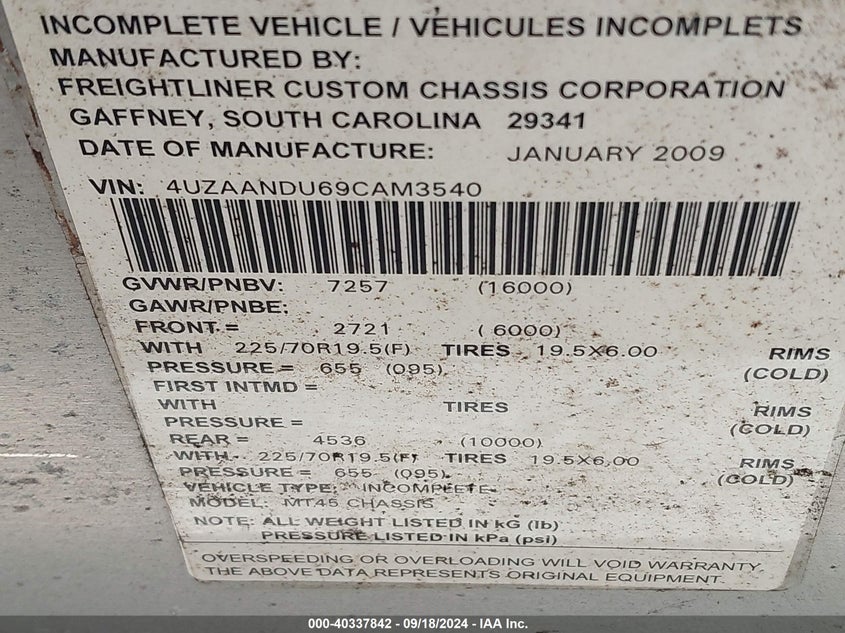 INCOMPLETE VEHICLE / VEHICULES INCOMPLETS
MANUFACTURED BY:
FREIGHTLINER CUSTOM CHASSIS CORPORATION
GAFFNEY, SOUTH CAROLINA 29341
DATE OF MANUFACTURE: JANUARY 2009
VIN: 4UZAANDU69CAM3540
GVWR/PNBV: 7257 (16000)
GAWR/PNBE:
FRONT = 2721 (6000)
WITH 225/70R19.5(F) TIRES 19.5X6.00 RIMS
PRESSURE = 655 (095) (COLD)
FIRST INTMD =
WITH TIRES RIMS
PRESSURE = (COLD)
REAR = 4536 (10000)
WITH 225/70R19.5(F) TIRES 19.5X6.00 RIMS
PRESSURE = 655 (095) (COLD)
VEHICLE TYPE: INCOMPLETE
MODEL: MT45 CHASSIS
NOTE: ALL WEIGHT LISTED IN kG (lb)
PRESSURE LISTED IN kPa (psi)
OVERSPEEDING OR OVERLOADING WILL VOID WARRANTY
THE ABOVE DATA REPRESENTS ORIGINAL EQUIPMENT.
000-40337842 - 09/18/2024 - IAA Inc.